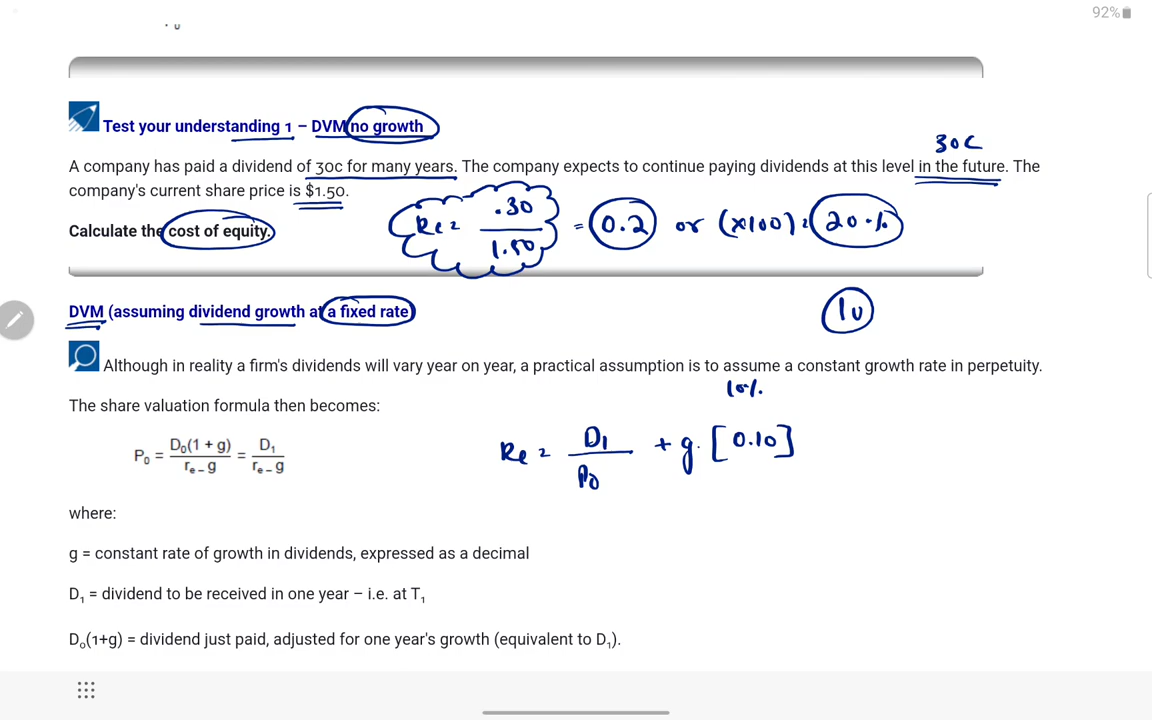 92%
Test your understanding 1 – DVM (no growth
30c
A company has paid a dividend of 30c for many years. The company expects to continue paying dividends at this level in the future. The
company's current share price is $1.50.
Calculate the cost of equity.
Re = .30 / 1.50 = 0.2 or (x100) = 20%
DVM (assuming dividend growth at a fixed rate)
10
Although in reality a firm's dividends will vary year on year, a practical assumption is to assume a constant growth rate in perpetuity.
10%.
The share valuation formula then becomes:
P₀ = D₀(1 + g) / re – g = D₁ / re – g
Re = D₁ / P₀ + g. [0.10]
where:
g = constant rate of growth in dividends, expressed as a decimal
D₁ = dividend to be received in one year – i.e. at T₁
D₀(1+g) = dividend just paid, adjusted for one year's growth (equivalent to D₁).